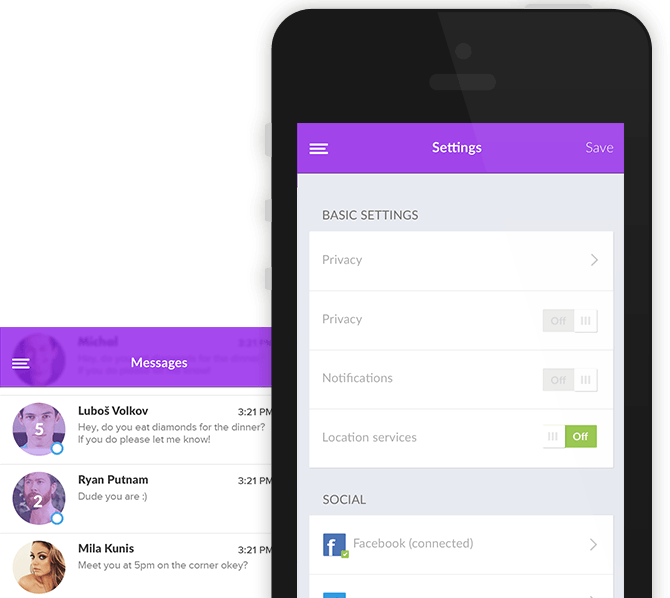 Settings
Save
BASIC SETTINGS
Privacy
Privacy
Off
Notifications
Off
Location services
Off
SOCIAL
Facebook (connected)
Michal
3:21 PM
Hey, do you eat diamonds for the dinner?
If you do please let me know!
Messages
Luboš Volkov
3:21 PM
5
Hey, do you eat diamonds for the dinner?
If you do please let me know!
Ryan Putnam
3:21 PM
2
Dude you are :)
Mila Kunis
3:21 PM
Meet you at 5pm on the corner okey?